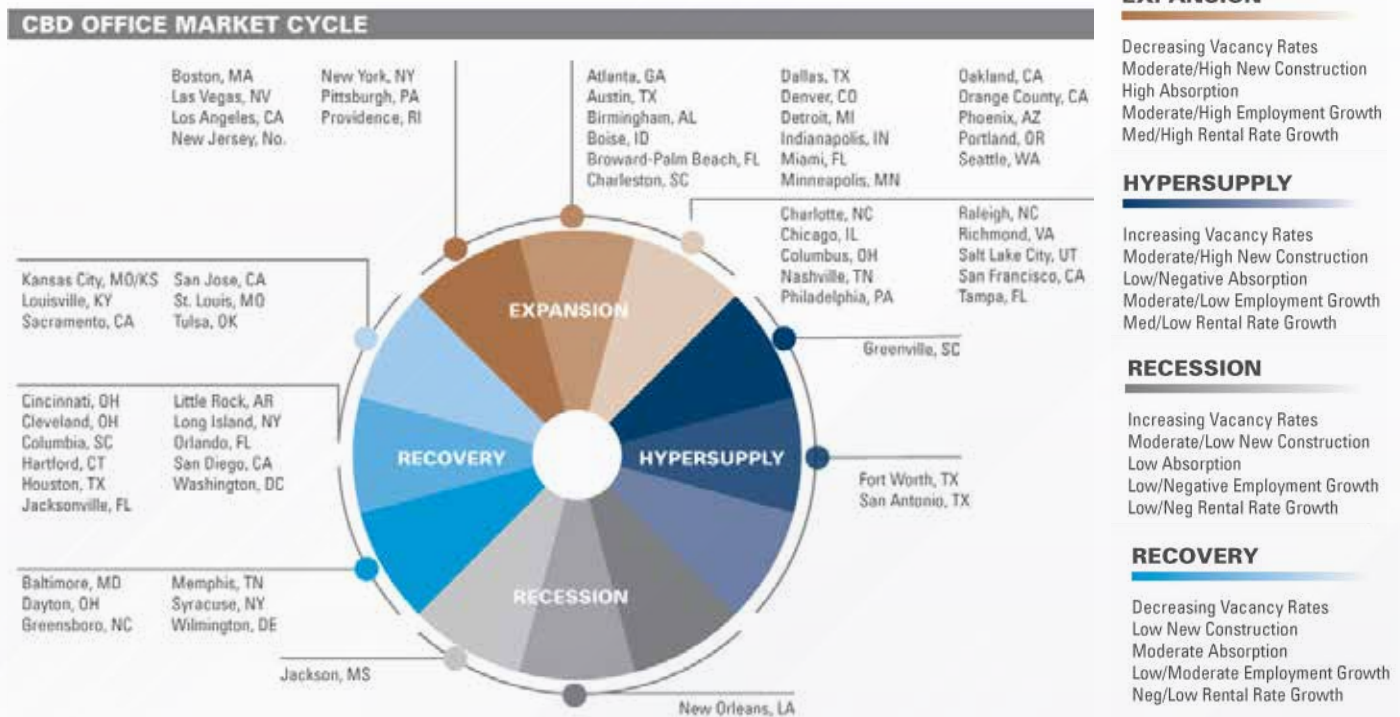 CBD OFFICE MARKET CYCLE
Boston, MA
Las Vegas, NV
Los Angeles, CA
New Jersey, No.
New York, NY
Pittsburgh, PA
Providence, RI
Atlanta, GA
Austin, TX
Birmingham, AL
Boise, ID
Broward-Palm Beach, FL
Charleston, SC
Dallas, TX
Denver, CO
Detroit, MI
Indianapolis, IN
Miami, FL
Minneapolis, MN
Oakland, CA
Orange County, CA
Phoenix, AZ
Portland, OR
Seattle, WA
Charlotte, NC
Chicago, IL
Columbus, OH
Nashville, TN
Philadelphia, PA
Raleigh, NC
Richmond, VA
Salt Lake City, UT
San Francisco, CA
Tampa, FL
Kansas City, MO/KS
Louisville, KY
Sacramento, CA
San Jose, CA
St. Louis, MO
Tulsa, OK
EXPANSION
Greenville, SC
Cincinnati, OH
Cleveland, OH
Columbia, SC
Hartford, CT
Houston, TX
Jacksonville, FL
Little Rock, AR
Long Island, NY
Orlando, FL
San Diego, CA
Washington, DC
RECOVERY
HYPERSUPPLY
Fort Worth, TX
San Antonio, TX
Baltimore, MD
Dayton, OH
Greensboro, NC
Memphis, TN
Syracuse, NY
Wilmington, DE
RECESSION
Jackson, MS
New Orleans, LA
EXPANSION
Decreasing Vacancy Rates
Moderate/High New Construction
High Absorption
Moderate/High Employment Growth
Med/High Rental Rate Growth
HYPERSUPPLY
Increasing Vacancy Rates
Moderate/High New Construction
Low/Negative Absorption
Moderate/Low Employment Growth
Med/Low Rental Rate Growth
RECESSION
Increasing Vacancy Rates
Moderate/Low New Construction
Low Absorption
Low/Negative Employment Growth
Low/Neg Rental Rate Growth
RECOVERY
Decreasing Vacancy Rates
Low New Construction
Moderate Absorption
Low/Moderate Employment Growth
Neg/Low Rental Rate Growth